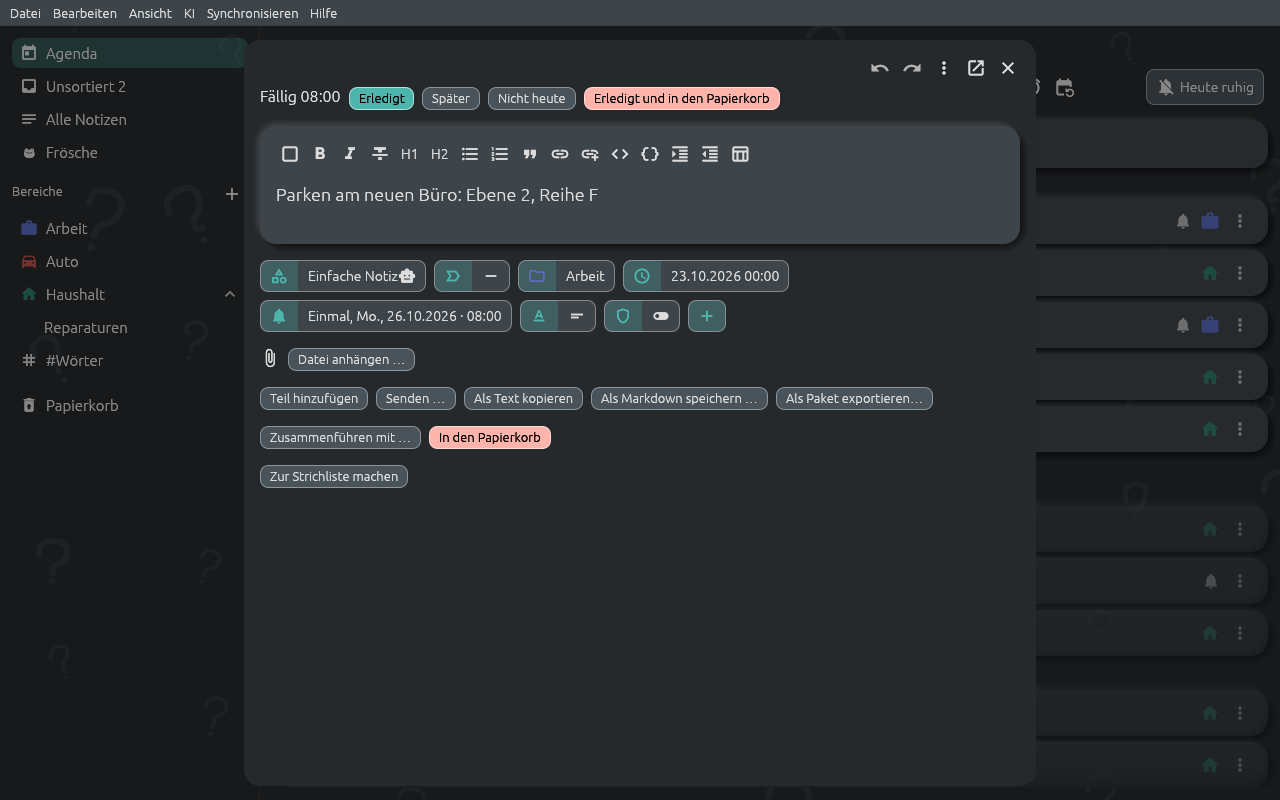 Datei Bearbeiten Ansicht KI Synchronisieren Hilfe
Agenda
Unsortiert 2
Alle Notizen
Frösche
Bereiche
Arbeit
Auto
Haushalt
Reparaturen
#Wörter
Papierkorb
Heute ruhig
Fällig 08:00 Erledigt Später Nicht heute Erledigt und in den Papierkorb
H1 H2
Parken am neuen Büro: Ebene 2, Reihe F
Einfache Notiz Arbeit 23.10.2026 00:00
Einmal, Mo., 26.10.2026 · 08:00
Datei anhängen …
Teil hinzufügen Senden … Als Text kopieren Als Markdown speichern … Als Paket exportieren…
Zusammenführen mit … In den Papierkorb
Zur Strichliste machen